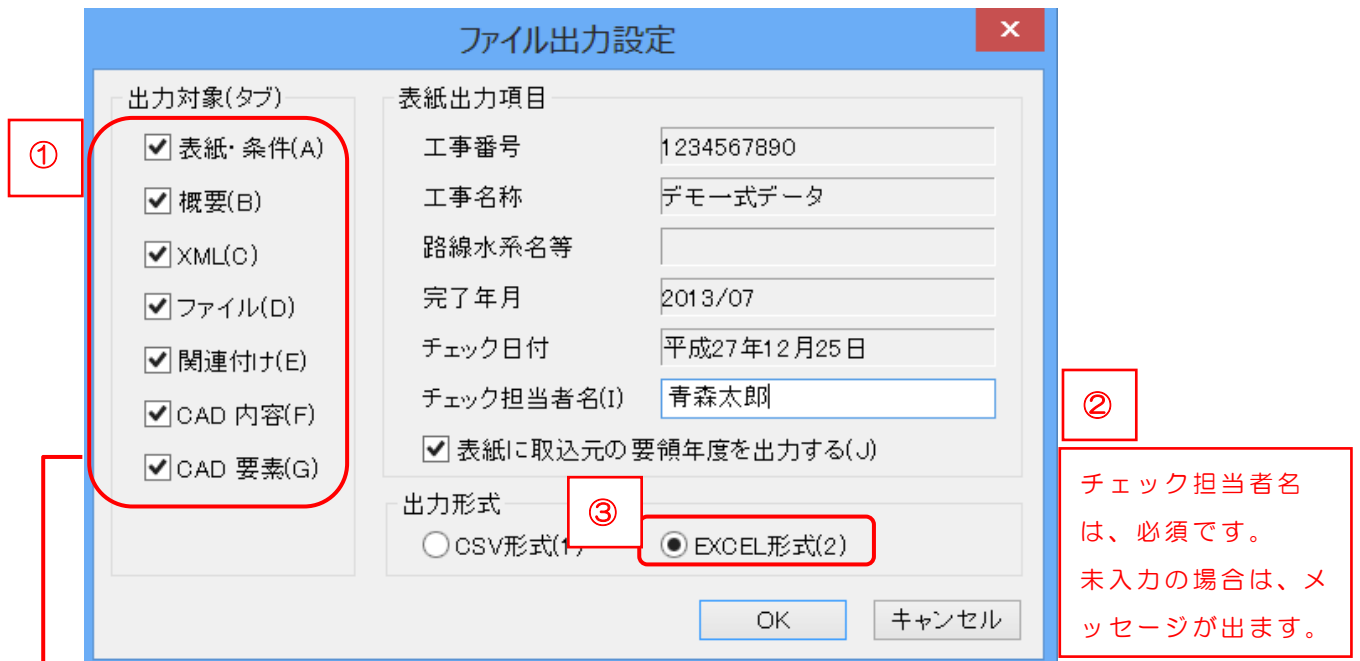 ファイル出力設定
x
出力対象(タブ)
①
表紙・条件(A)
概要(B)
XML(C)
ファイル(D)
関連付け(E)
CAD 内容(F)
CAD 要素(G)
表紙出力項目
工事番号 1234567890
工事名称 デモ一式データ
路線水系名等
完了年月 2013/07
チェック日付 平成27年12月25日
チェック担当者名(I) 青森太郎
表紙に取込元の要領年度を出力する(J)
②
チェック担当者名
は、必須です。
未入力の場合は、メ
ッセージが出ます。
出力形式
③
CSV形式(1) EXCEL形式(2)
OK キャンセル